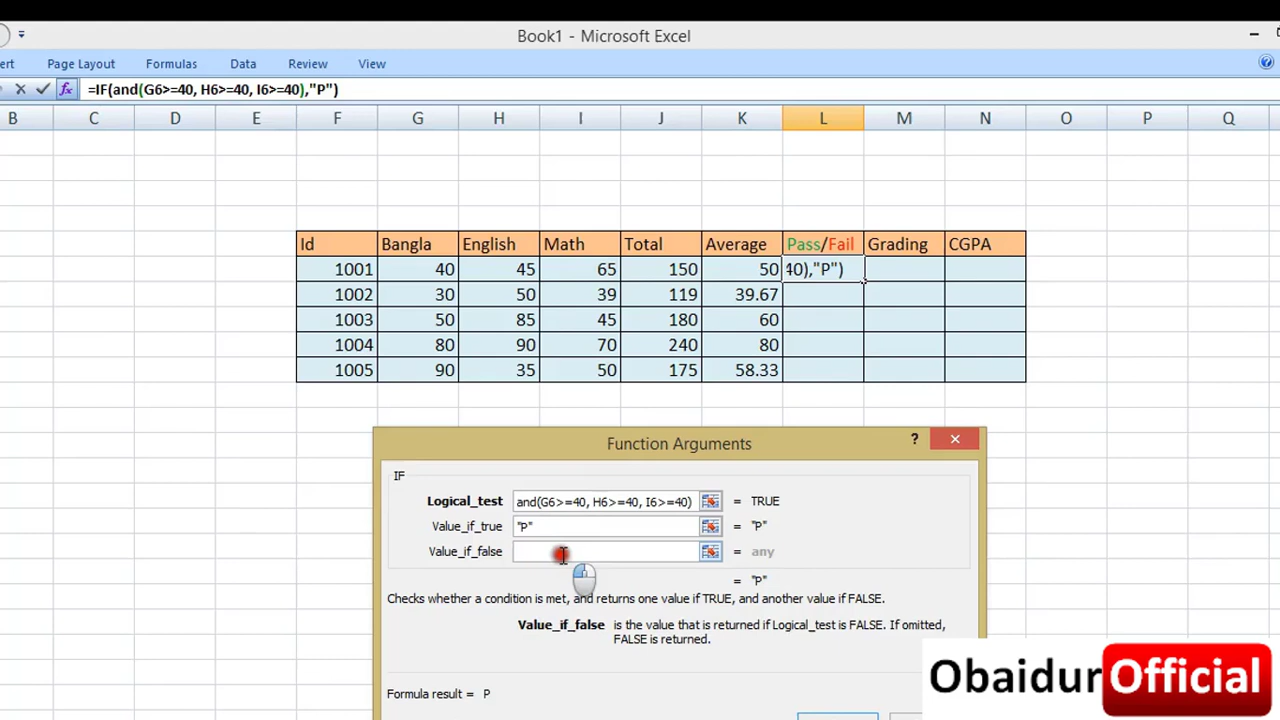 Book1 - Microsoft Excel
ert Page Layout Formulas Data Review View
fx =IF(and(G6>=40, H6>=40, I6>=40),"P")
B C D E F G H I J K L M N O P Q
Id Bangla English Math Total Average Pass/Fail Grading CGPA
1001 40 45 65 150 50 40),"P")
1002 30 50 39 119 39.67
1003 50 85 45 180 60
1004 80 90 70 240 80
1005 90 35 50 175 58.33
Function Arguments ?
IF
Logical_test and(G6>=40, H6>=40, I6>=40) = TRUE
Value_if_true "P" = "P"
Value_if_false = any
= "P"
Checks whether a condition is met, and returns one value if TRUE, and another value if FALSE.
Value_if_false is the value that is returned if Logical_test is FALSE. If omitted,
FALSE is returned.
Formula result = P
Obaidur Official